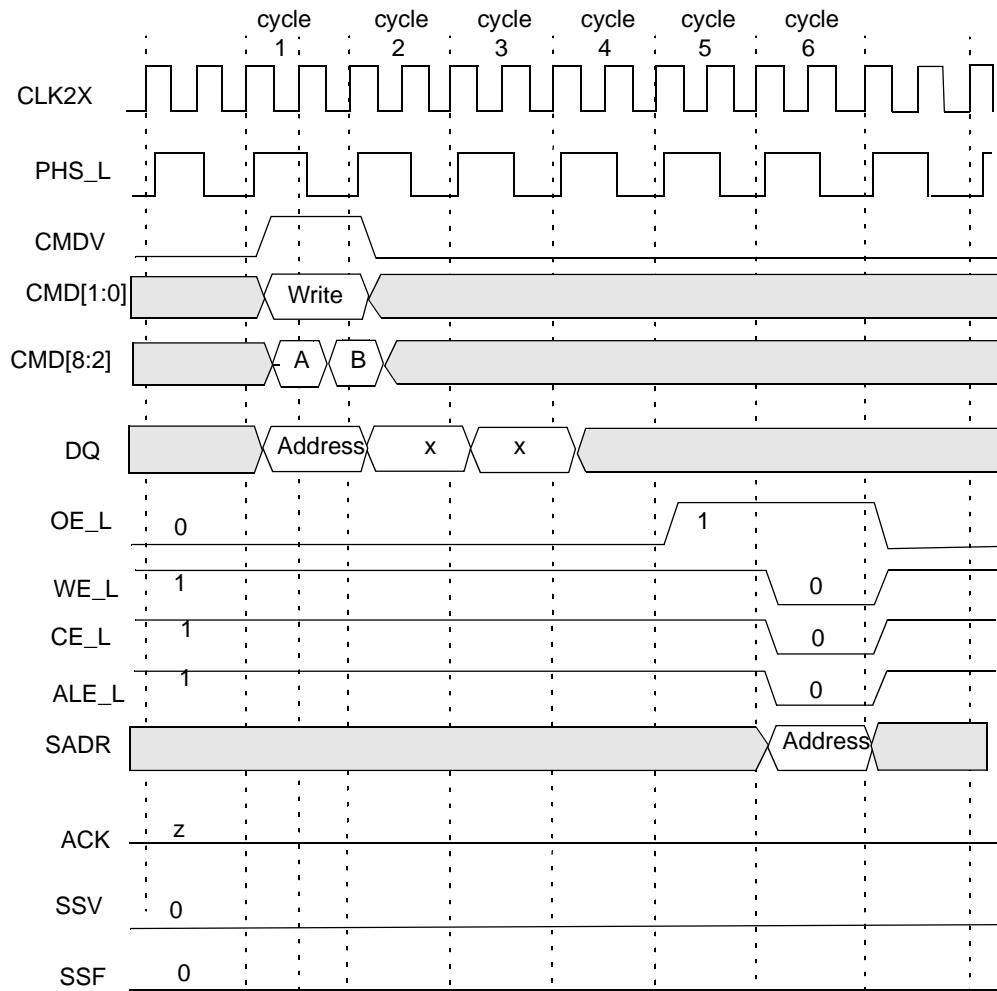 cycle cycle cycle cycle cycle cycle
1 2 3 4 5 6
CLK2X
PHS_L
CMDV
CMD[1:0] Write
CMD[8:2] A B
DQ Address x x
OE_L 0 1
WE_L 1 0
CE_L 1 0
ALE_L 1 0
SADR Address
ACK z
SSV 0
SSF 0